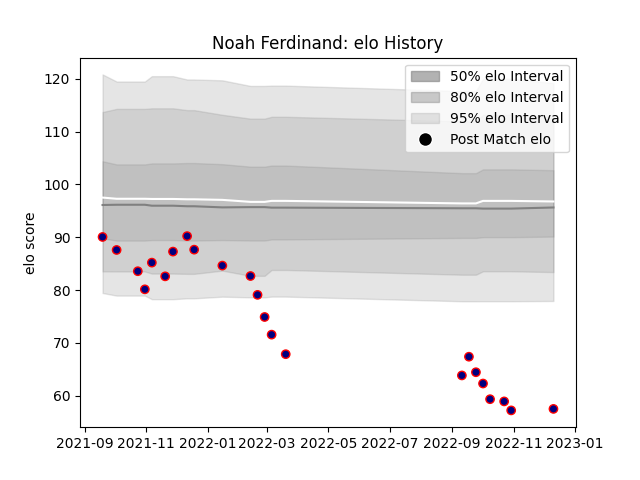 Noah Ferdinand: elo History
50% elo Interval
80% elo Interval
95% elo Interval
Post Match elo
elo score
120
110
100
90
80
70
60
2021-09 2021-11 2022-01 2022-03 2022-05 2022-07 2022-09 2022-11 2023-01